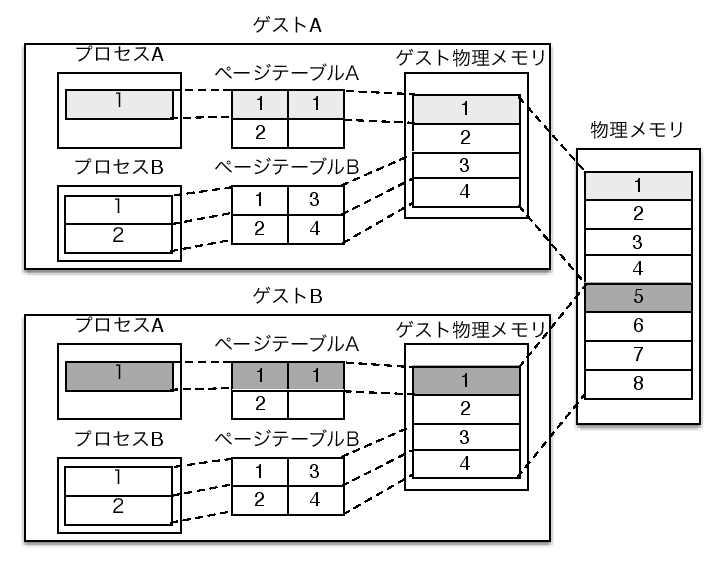 ゲストA
プロセスA
ページテーブルA
ゲスト物理メモリ
1
1 1
2
1
2
3
4
プロセスB
ページテーブルB
1
2
1 3
2 4
物理メモリ
1
2
3
4
5
6
7
8
ゲストB
プロセスA
ページテーブルA
ゲスト物理メモリ
1
1 1
2
1
2
3
4
プロセスB
ページテーブルB
1
2
1 3
2 4